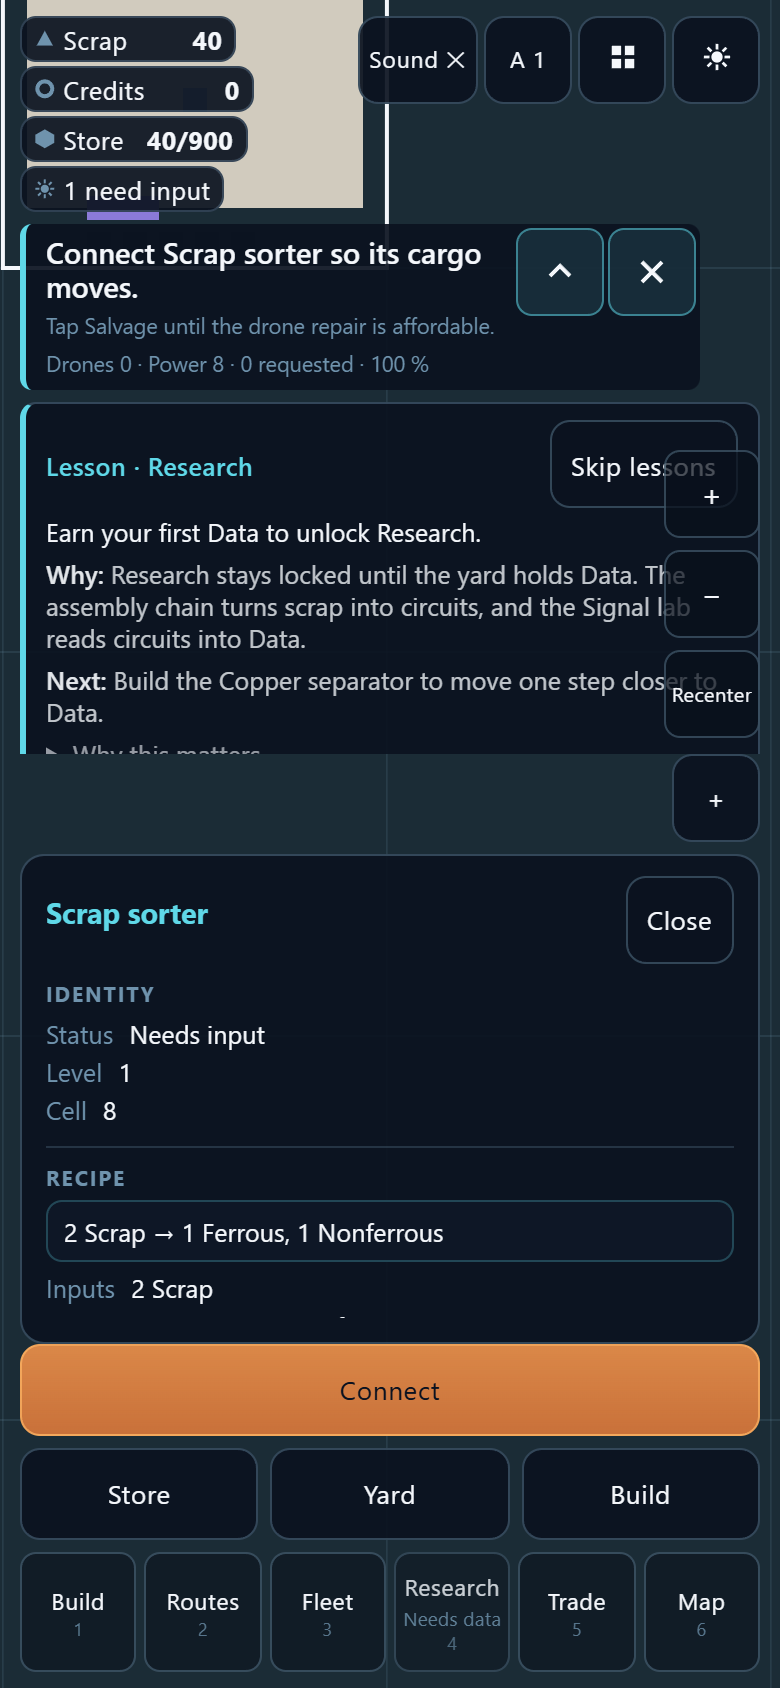 Scrap 40
Sound ✕ A 1
Credits 0
Store 40/900
1 need input
Connect Scrap sorter so its cargo
moves.
Tap Salvage until the drone repair is affordable.
Drones 0 · Power 8 · 0 requested · 100 %
Lesson · Research
Skip lessons
+
Earn your first Data to unlock Research.
Why: Research stays locked until the yard holds Data. The
assembly chain turns scrap into circuits, and the Signal lab
reads circuits into Data.
−
Next: Build the Copper separator to move one step closer to
Data.
Recenter
▶ Why this matters
+
Scrap sorter
Close
IDENTITY
Status Needs input
Level 1
Cell 8
RECIPE
2 Scrap → 1 Ferrous, 1 Nonferrous
Inputs 2 Scrap
Connect
Store Yard Build
Build Routes Fleet Research Trade Map
Needs data
1 2 3 4 5 6